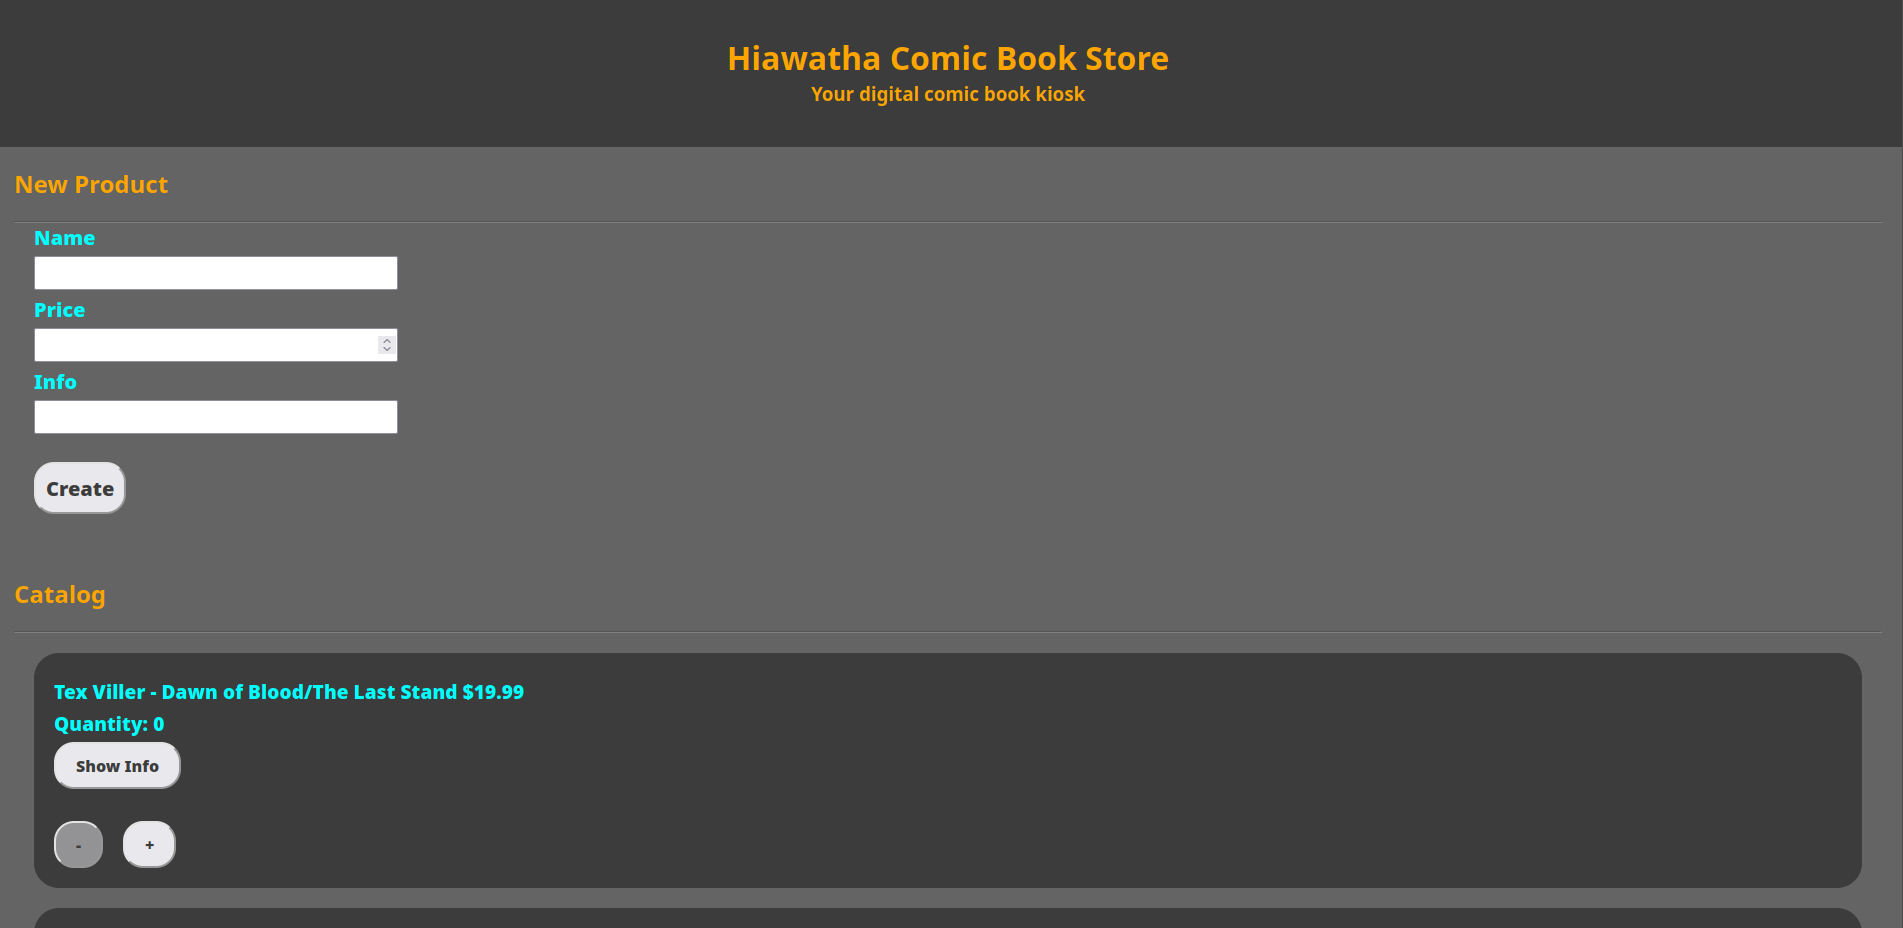 Hiawatha Comic Book Store
Your digital comic book kiosk
New Product
Name
Price
Info
Create
Catalog
Tex Viller - Dawn of Blood/The Last Stand $19.99
Quantity: 0
Show Info
- +